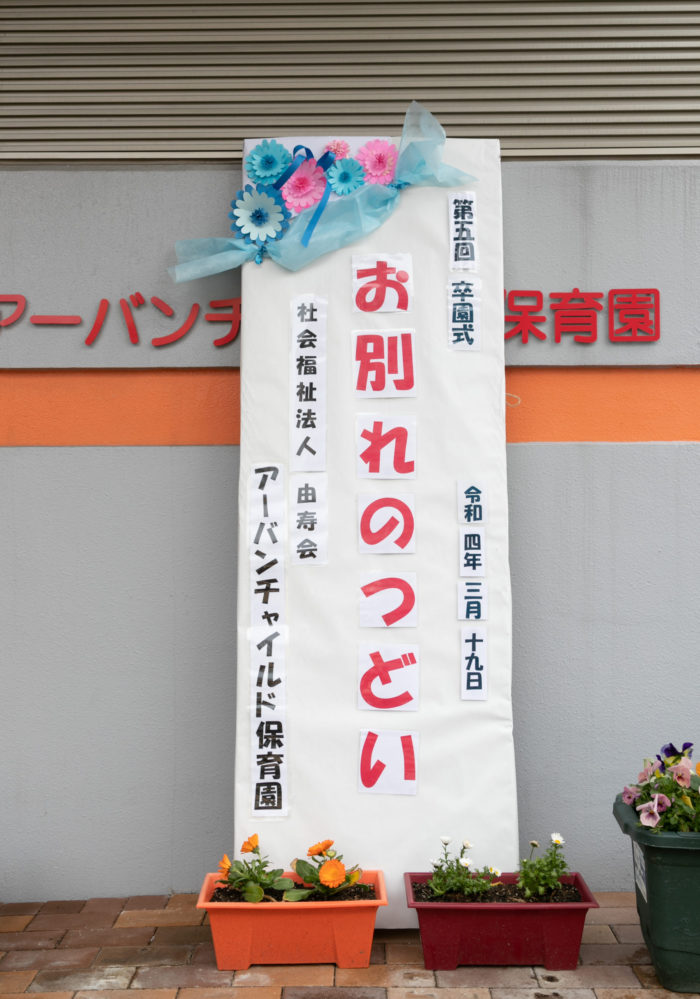 第五回 卒園式
令和 四年 三月 十九日
お別れのつどい
社会福祉法人 由寿会
アーバンチャイルド保育園
アーバンチ
保育園